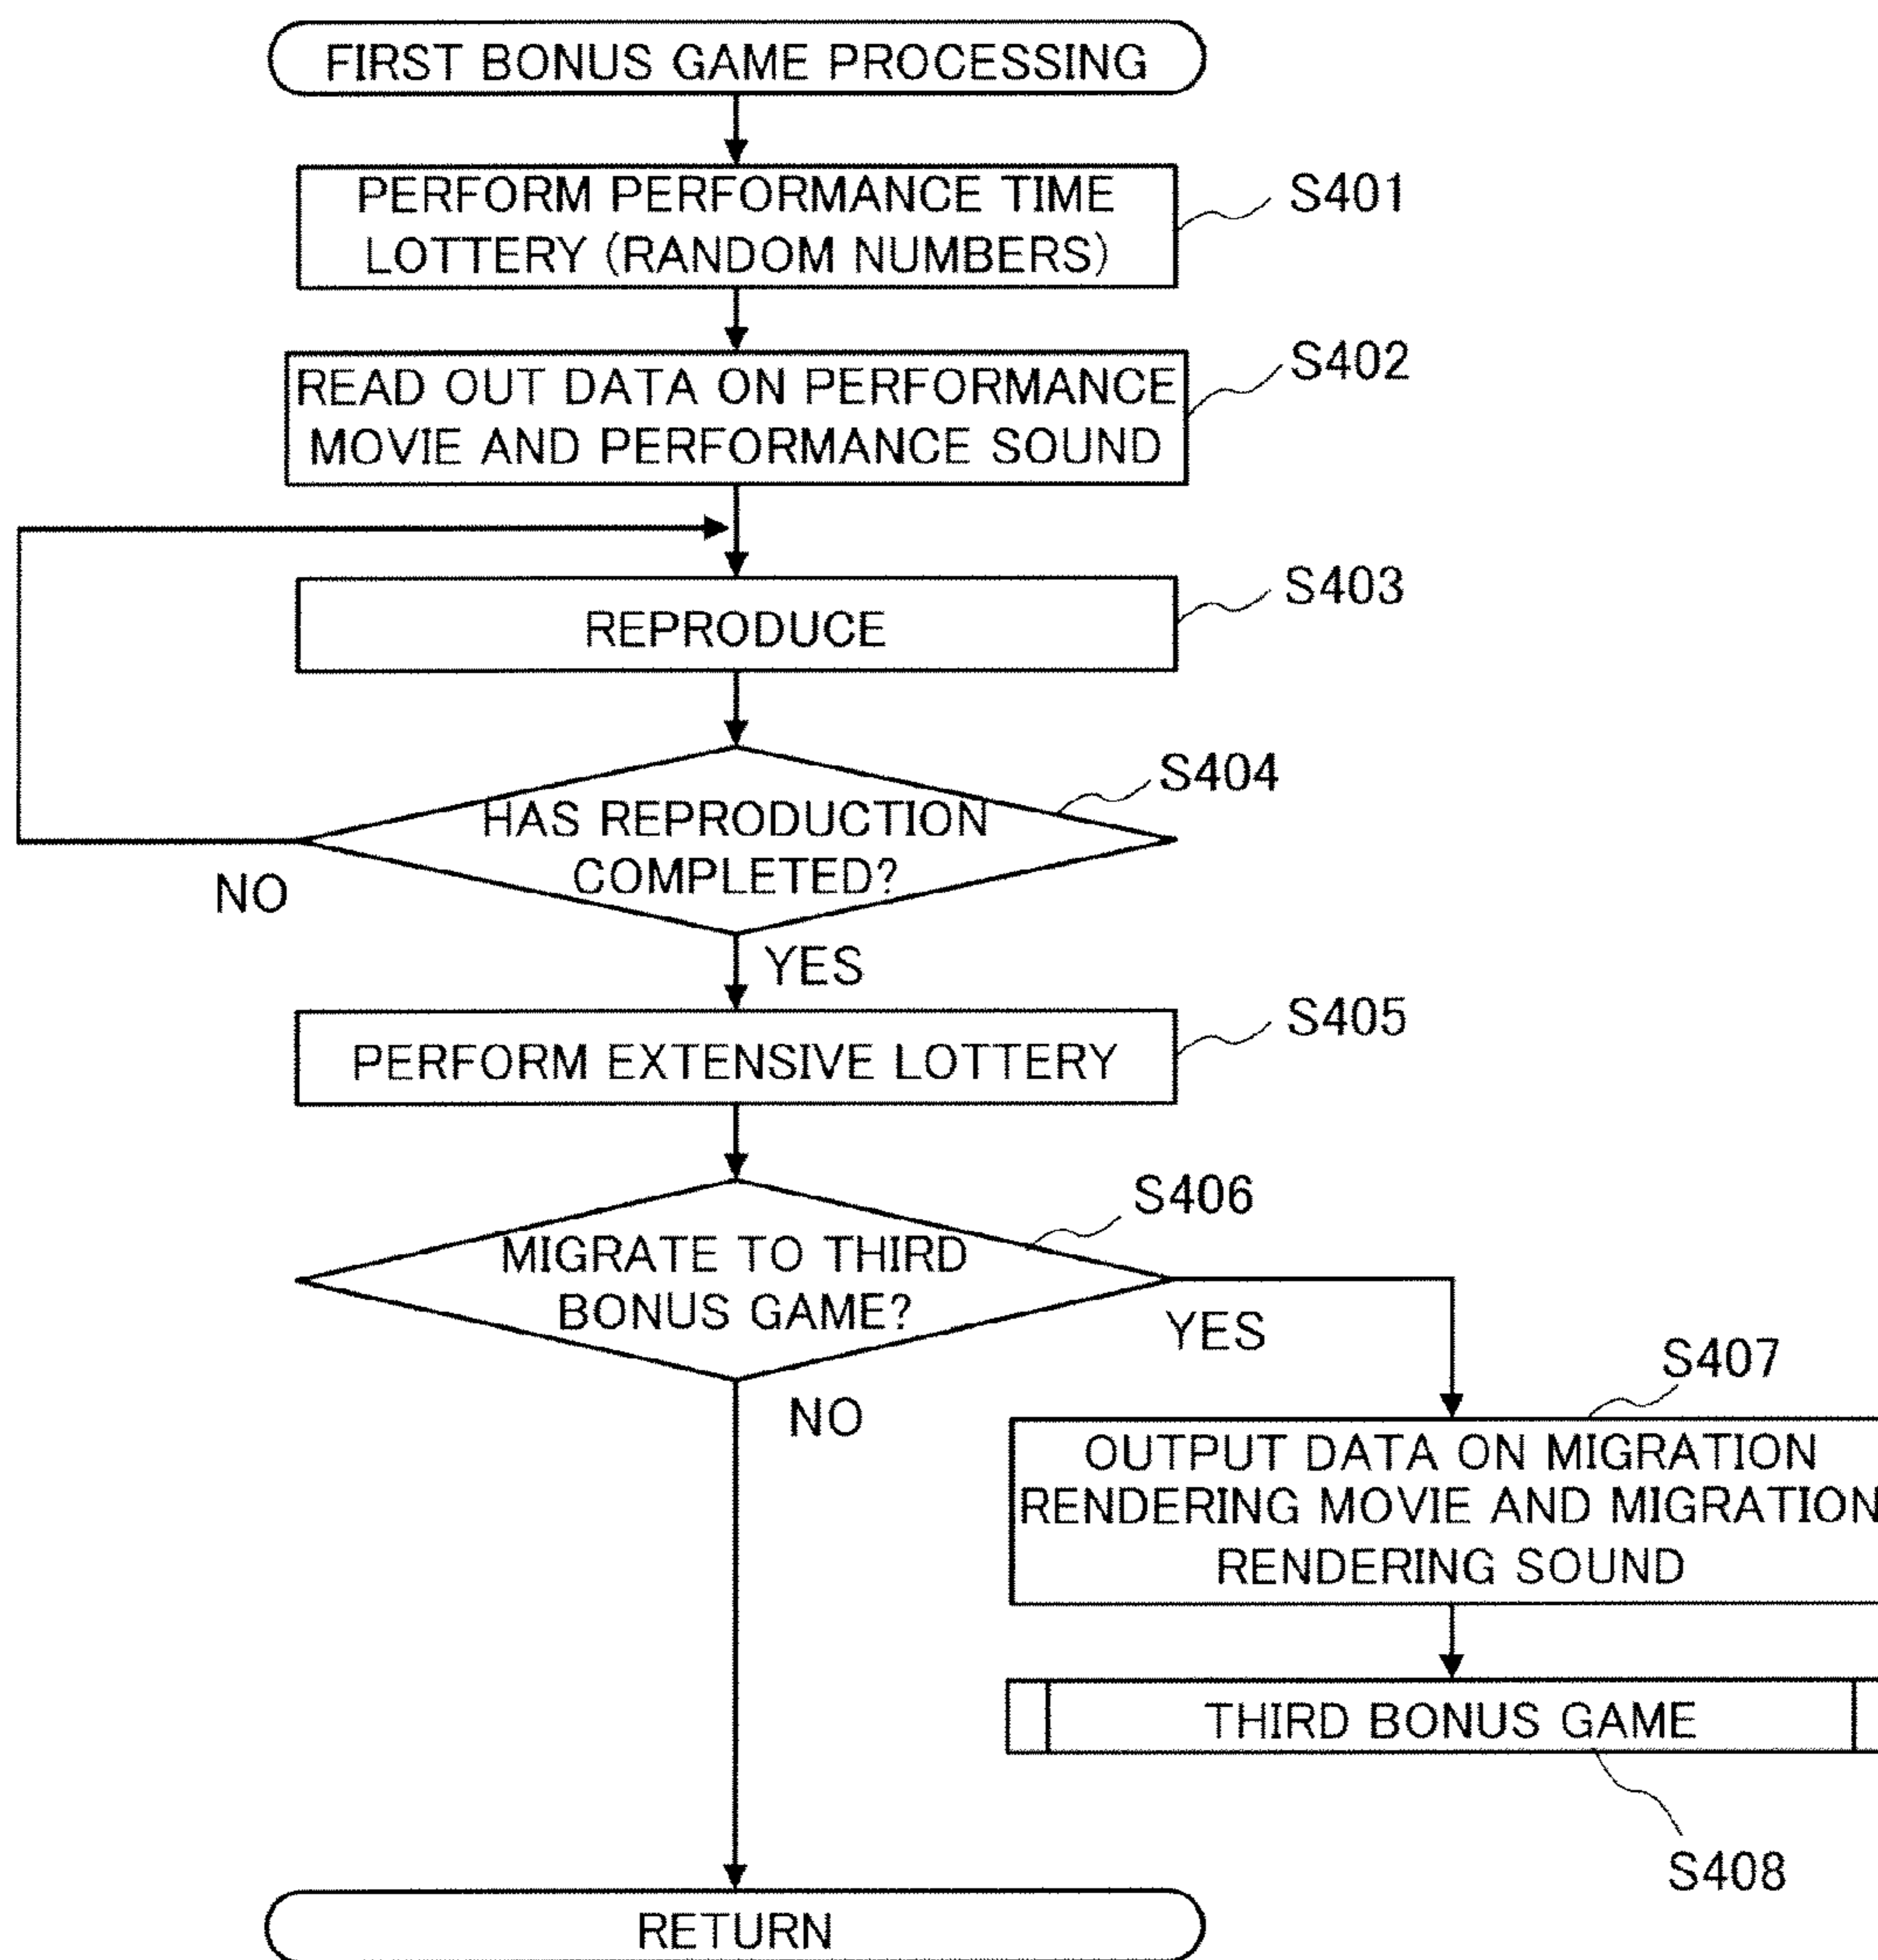 FIRST BONUS GAME PROCESSING
PERFORM PERFORMANCE TIME
LOTTERY (RANDOM NUMBERS)
S401
READ OUT DATA ON PERFORMANCE
MOVIE AND PERFORMANCE SOUND
S402
REPRODUCE
S403
HAS REPRODUCTION
COMPLETED?
S404
NO
YES
PERFORM EXTENSIVE LOTTERY
S405
MIGRATE TO THIRD
BONUS GAME?
S406
YES
NO
S407
OUTPUT DATA ON MIGRATION
RENDERING MOVIE AND MIGRATION
RENDERING SOUND
THIRD BONUS GAME
S408
RETURN